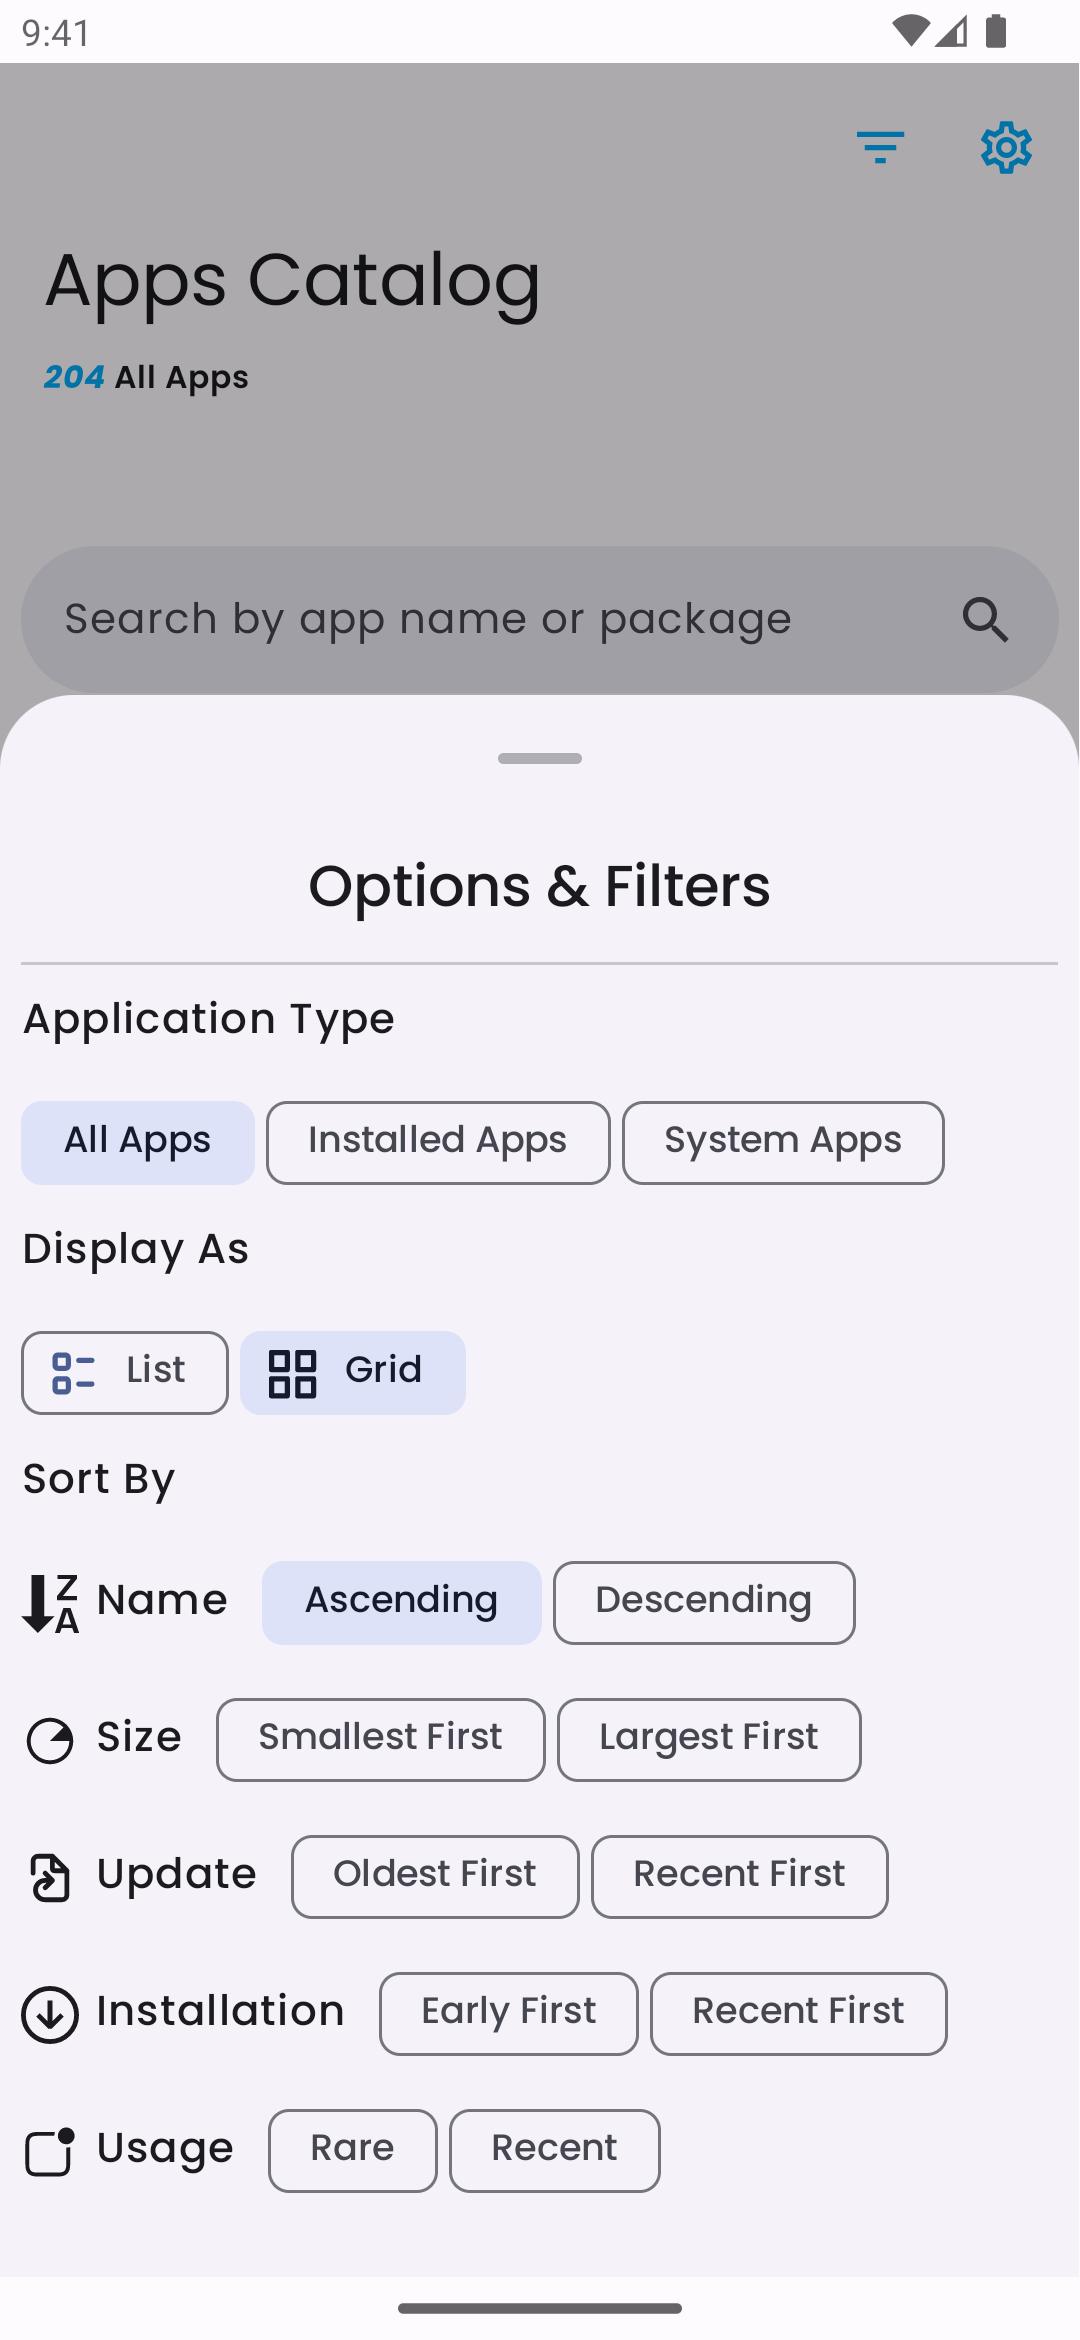 9:41
Apps Catalog
204 All Apps
Search by app name or package
Options & Filters
Application Type
All Apps Installed Apps System Apps
Display As
List Grid
Sort By
Name Ascending Descending
Size Smallest First Largest First
Update Oldest First Recent First
Installation Early First Recent First
Usage Rare Recent